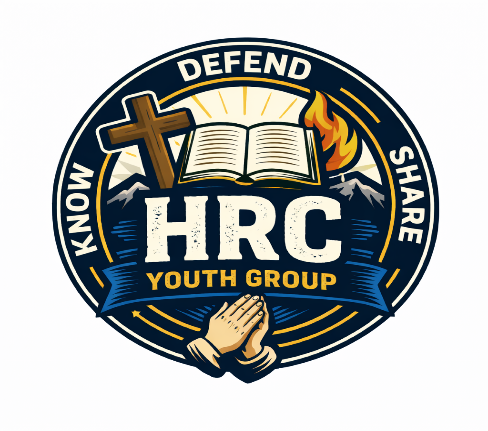 KNOW
DEFEND
SHARE
HRC
YOUTH GROUP